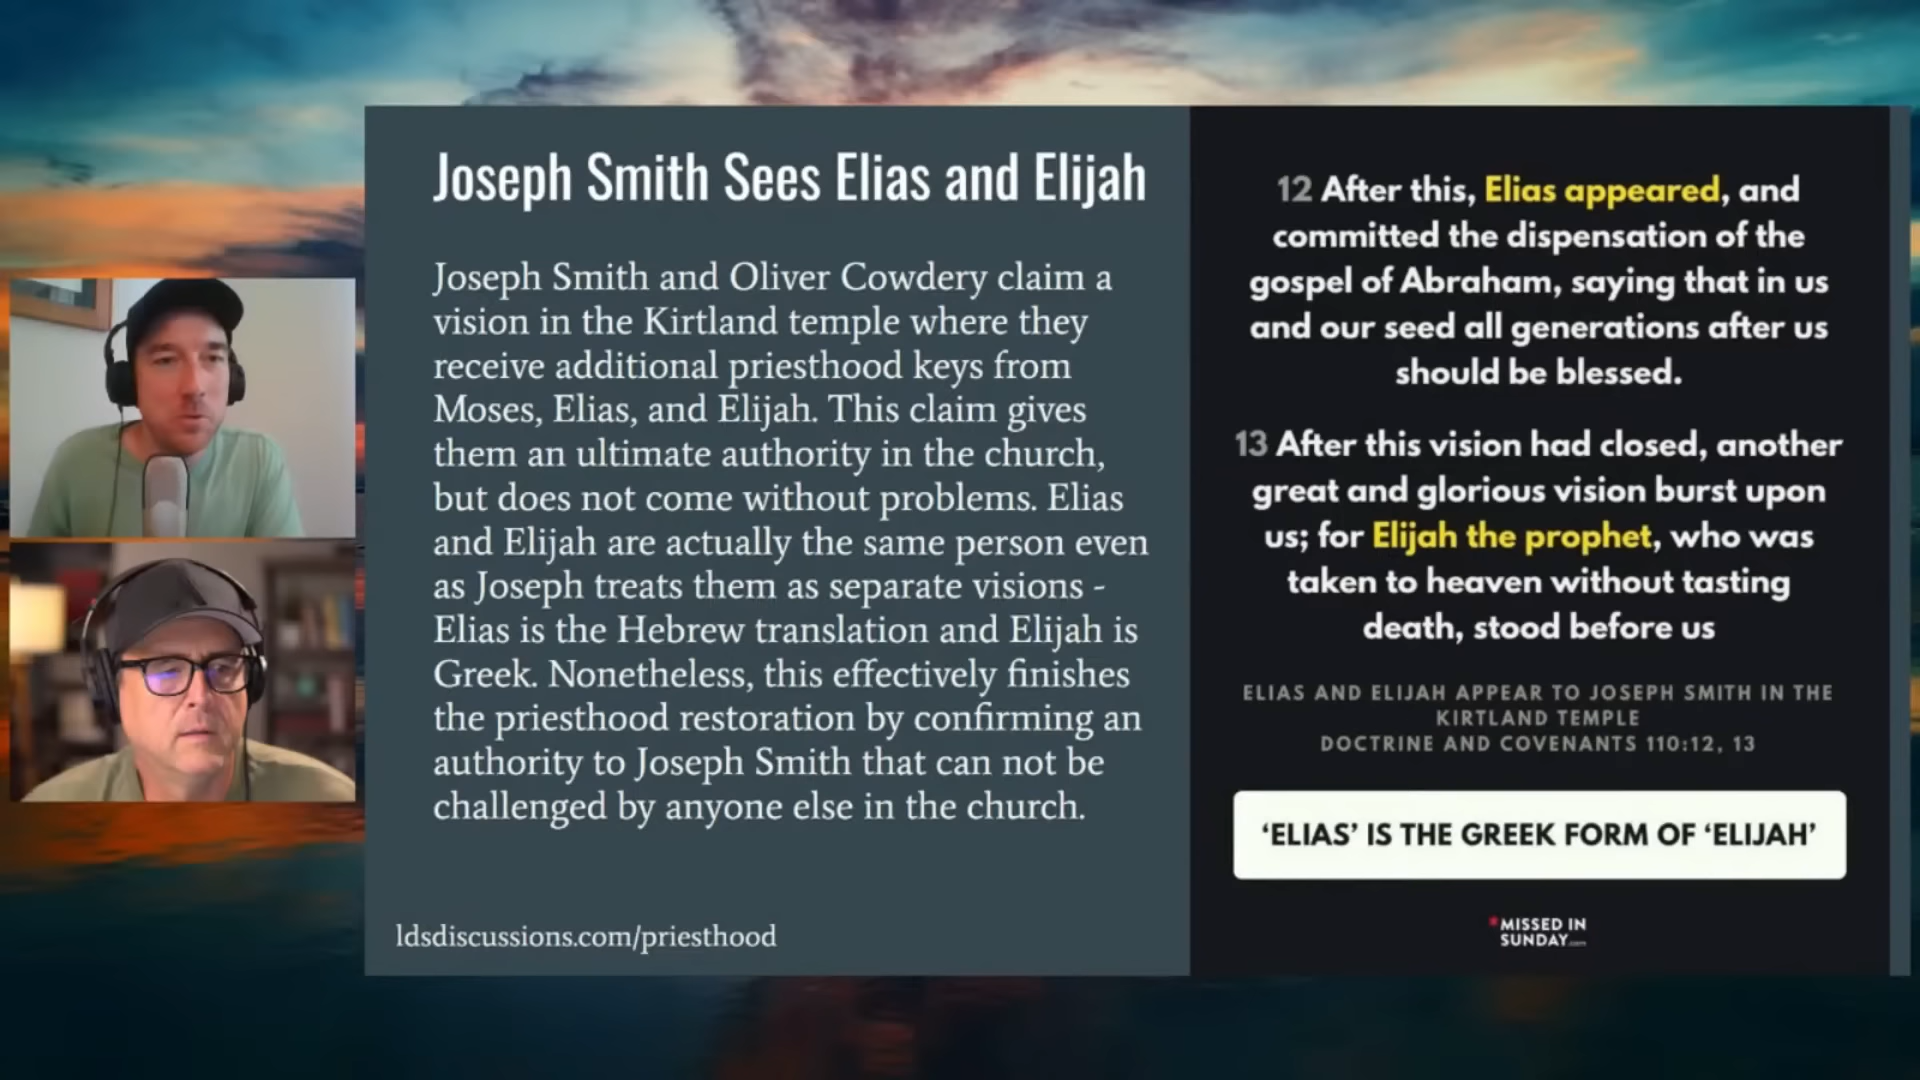 Joseph Smith Sees Elias and Elijah
Joseph Smith and Oliver Cowdery claim a
vision in the Kirtland temple where they
receive additional priesthood keys from
Moses, Elias, and Elijah. This claim gives
them an ultimate authority in the church,
but does not come without problems. Elias
and Elijah are actually the same person even
as Joseph treats them as separate visions -
Elias is the Hebrew translation and Elijah is
Greek. Nonetheless, this effectively finishes
the priesthood restoration by confirming an
authority to Joseph Smith that can not be
challenged by anyone else in the church.
ldsdiscussions.com/priesthood
12 After this, Elias appeared, and
committed the dispensation of the
gospel of Abraham, saying that in us
and our seed all generations after us
should be blessed.
13 After this vision had closed, another
great and glorious vision burst upon
us; for Elijah the prophet, who was
taken to heaven without tasting
death, stood before us
ELIAS AND ELIJAH APPEAR TO JOSEPH SMITH IN THE
KIRTLAND TEMPLE
DOCTRINE AND COVENANTS 110:12, 13
‘ELIAS’ IS THE GREEK FORM OF ‘ELIJAH’
*MISSED IN
SUNDAY.com